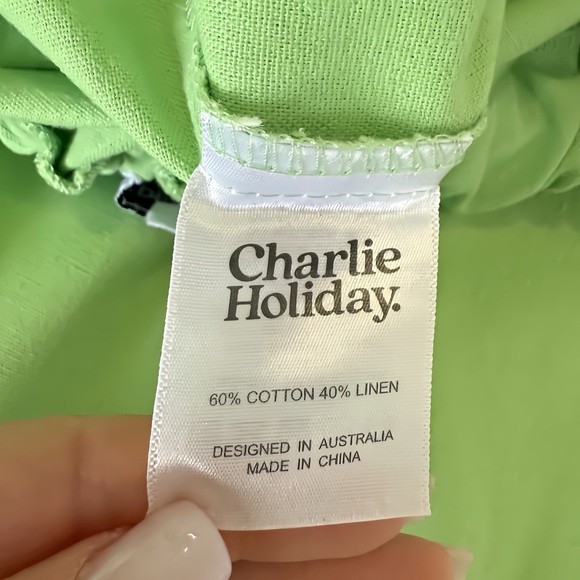 Charlie
Holiday.
60% COTTON 40% LINEN
DESIGNED IN AUSTRALIA
MADE IN CHINA